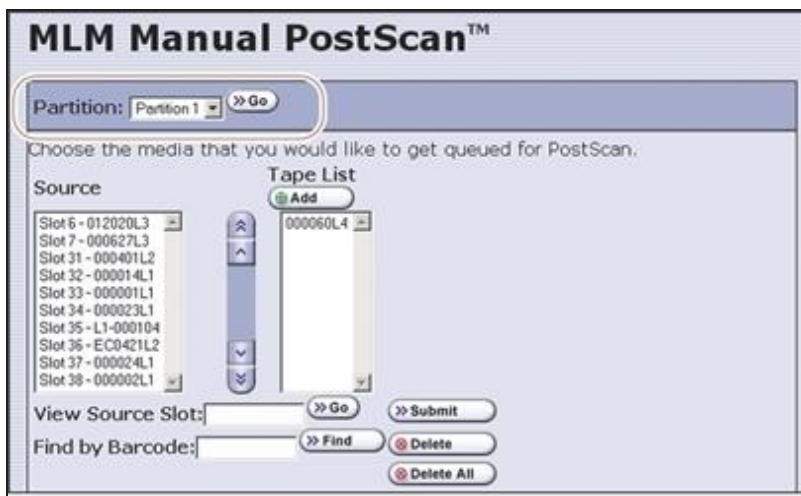 MLM Manual PostScan™
Partition: Partition 1 Go
Choose the media that you would like to get queued for PostScan.
Source
Tape List
Add
Slot 6 - 012020L3
Slot 7 - 000627L3
Slot 31 - 000401L2
Slot 32 - 000014L1
Slot 33 - 000001L1
Slot 34 - 000023L1
Slot 35 - L1-000104
Slot 36 - EC0421L2
Slot 37 - 000024L1
Slot 38 - 000002L1
000060L4
View Source Slot: Go
Submit
Find by Barcode: Find
Delete
Delete All